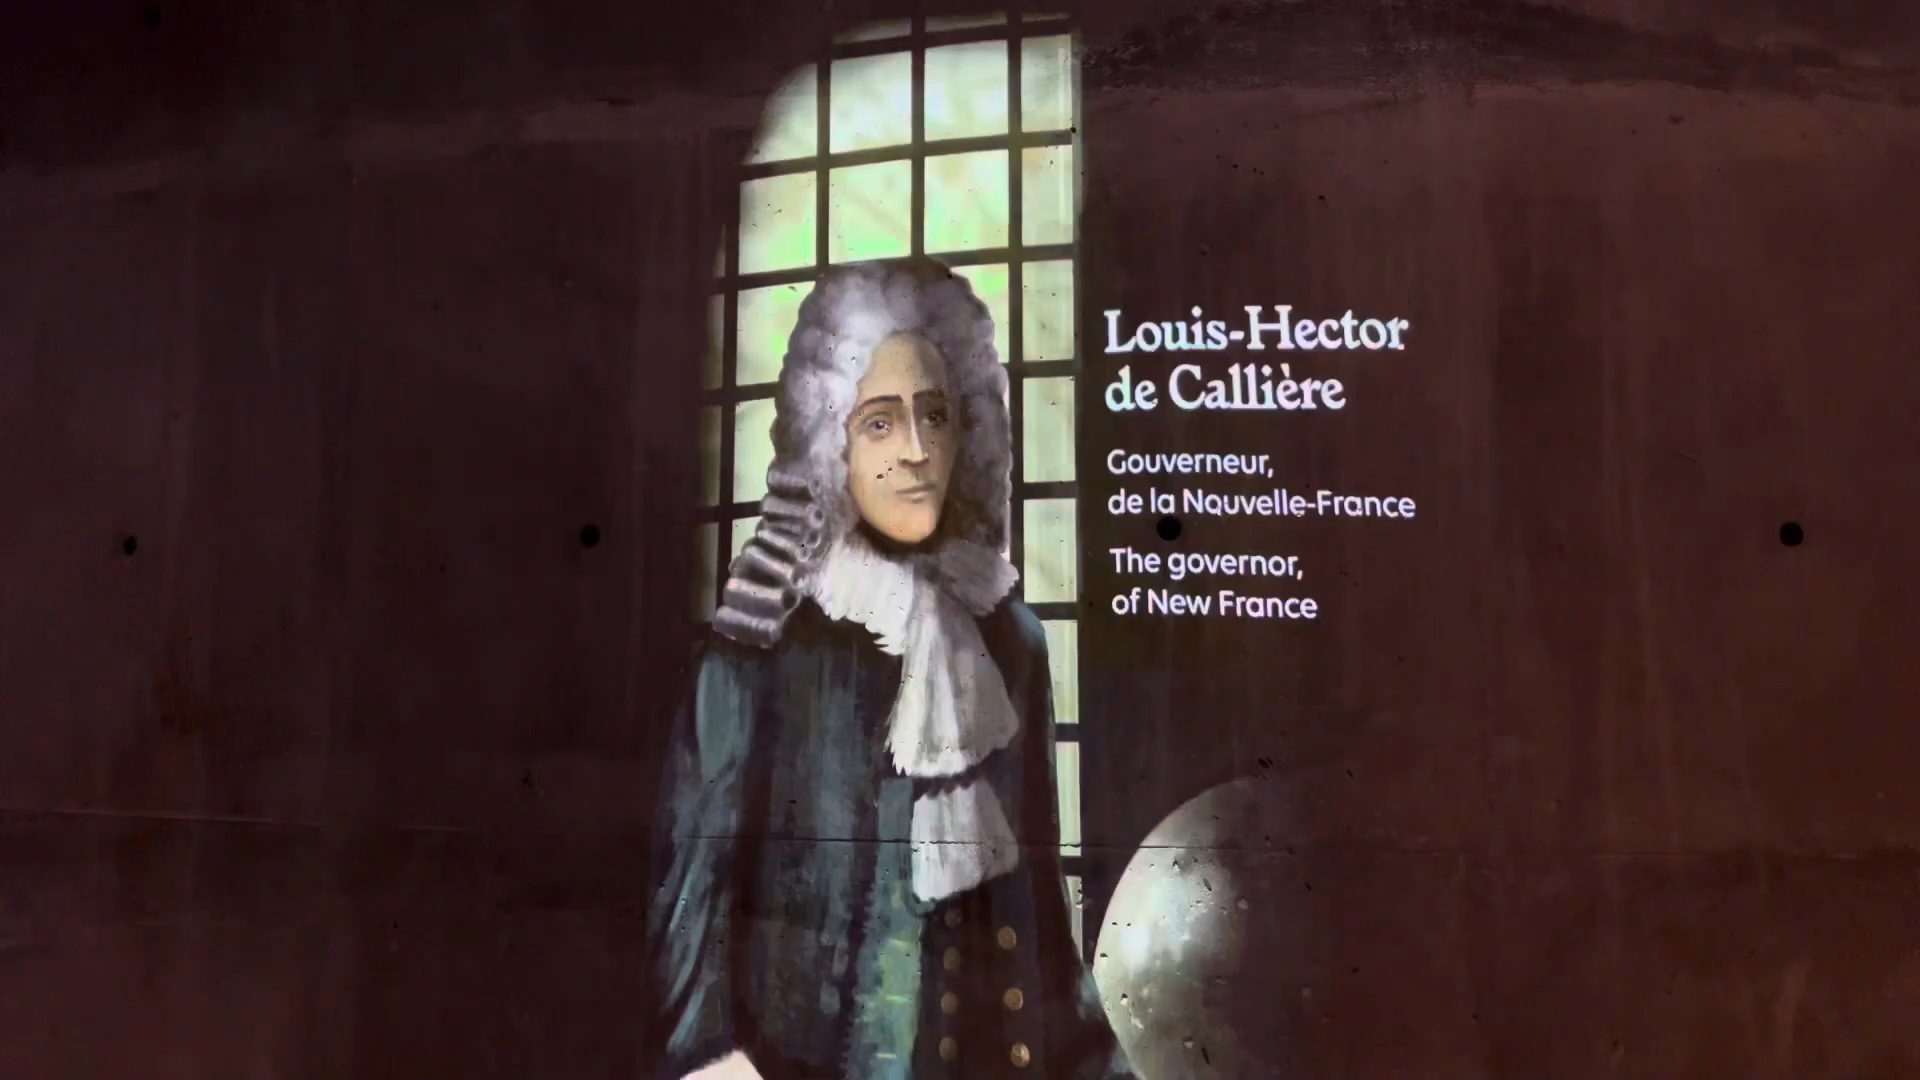 Louis-Hector
de Callière
Gouverneur,
de la Nouvelle-France
The governor,
of New France